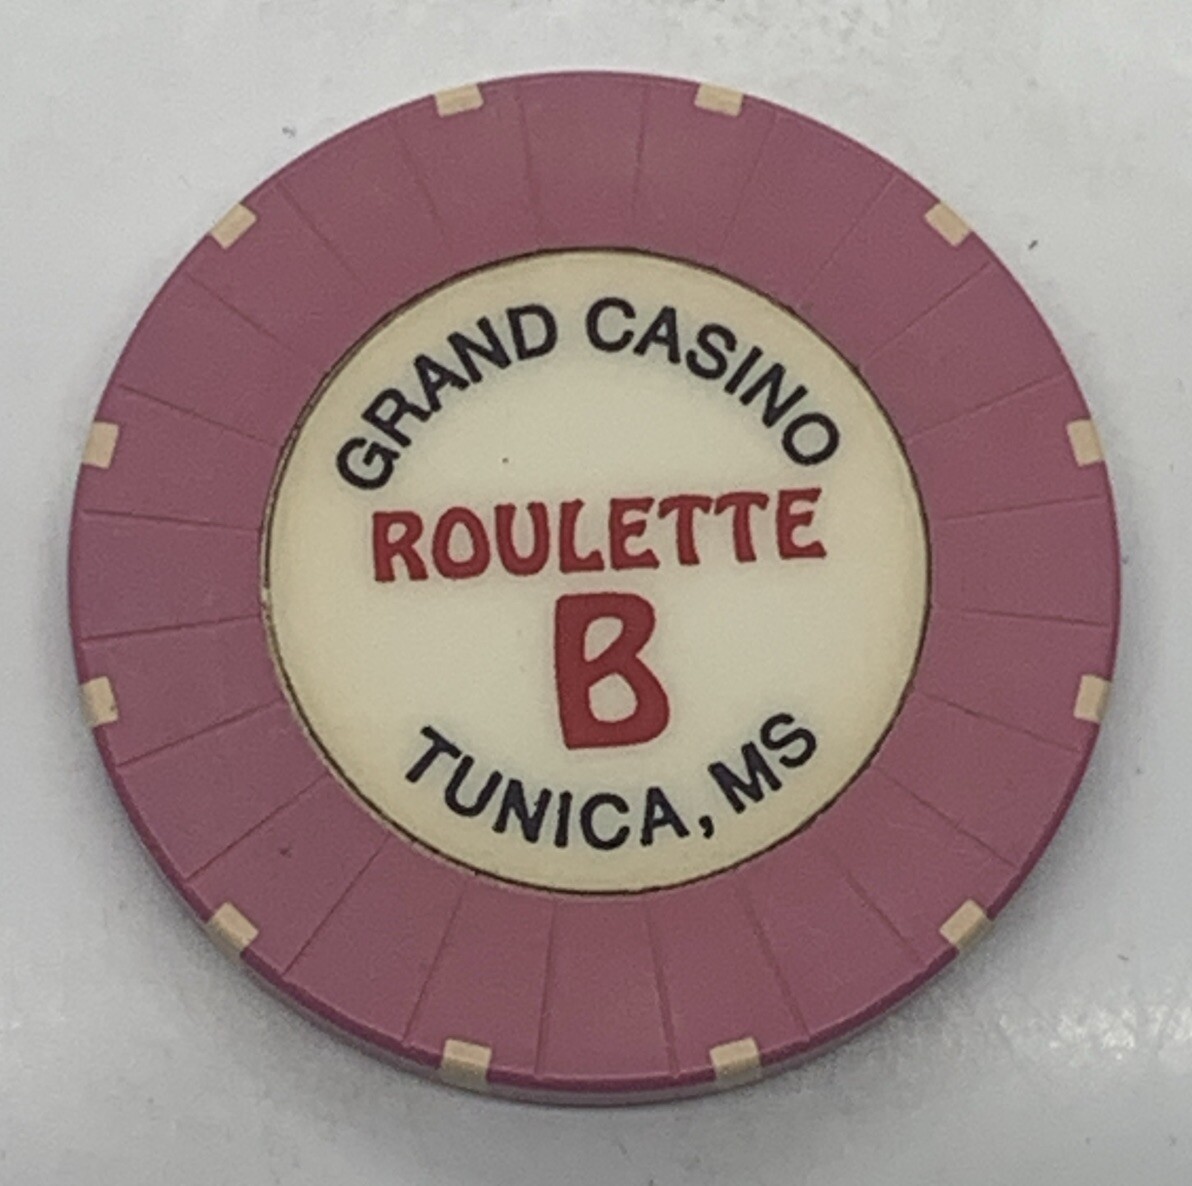 GRAND CASINO
ROULETTE
B
TUNICA, MS